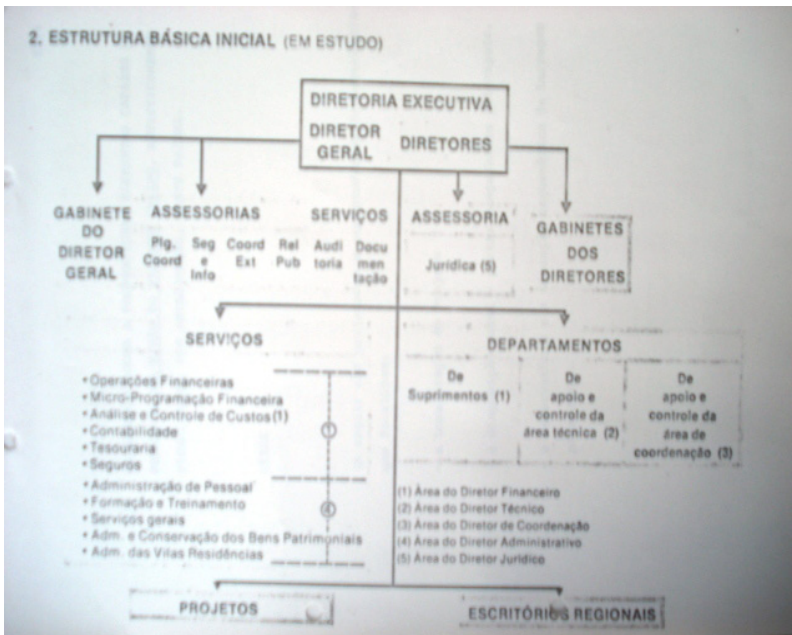 2. ESTRUTURA BÁSICA INICIAL (EM ESTUDO)
DIRETORIA EXECUTIVA
DIRETOR
GERAL
DIRETORES
GABINETE
DO
DIRETOR
GERAL
ASSESSORIAS
SERVIÇOS
Plg.
Coord
Seg
e
Info
Coord
Ext
Rel
Pub
Audi
toria
Docu
men
tação
ASSESSORIA
Jurídica (5)
GABINETES
DOS
DIRETORES
SERVIÇOS
• Operações Financeiras
• Micro-Programação Financeira
• Análise e Controle de Custos (1)
• Contabilidade
• Tesouraria
• Seguros
1
• Administração de Pessoal
• Formação e Treinamento
• Serviços gerais
• Adm. e Conservação dos Bens Patrimoniais
• Adm. das Vilas Residências
4
DEPARTAMENTOS
De
Suprimentos (1)
De
apoio e
controle da
área técnica (2)
De
apoio e
controle da
área de
coordenação (3)
(1) Área do Diretor Financeiro
(2) Área do Diretor Técnico
(3) Área do Diretor de Coordenação
(4) Área do Diretor Administrativo
(5) Área do Diretor Jurídico
PROJETOS
ESCRITÓRIOS REGIONAIS